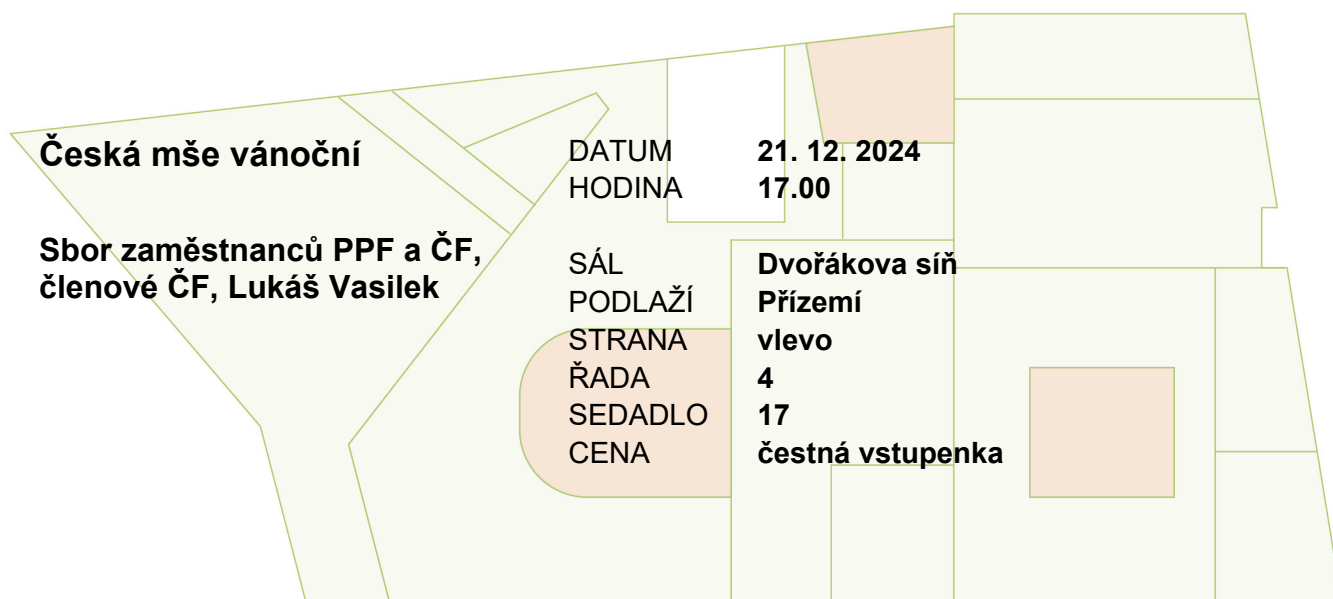 Česká mše vánoční
Sbor zaměstnanců PPF a ČF,
členové ČF, Lukáš Vasilek
DATUM 21. 12. 2024
HODINA 17.00
SÁL Dvořákova síň
PODLAŽÍ Přízemí
STRANA vlevo
ŘADA 4
SEDADLO 17
CENA čestná vstupenka